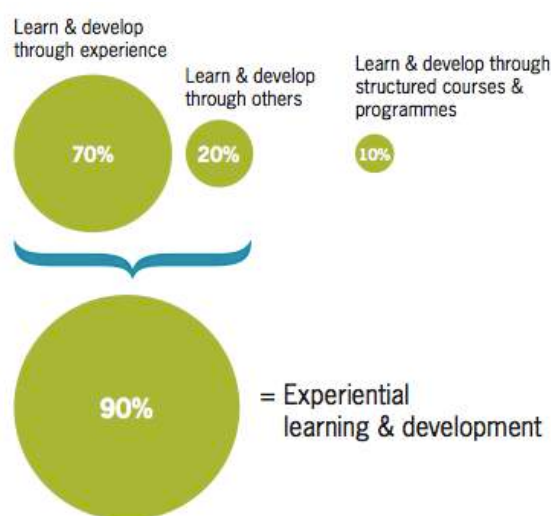 Learn & develop
through experience
70%
Learn & develop
through others
20%
Learn & develop through
structured courses &
programmes
10%
90%
= Experiential
learning & development